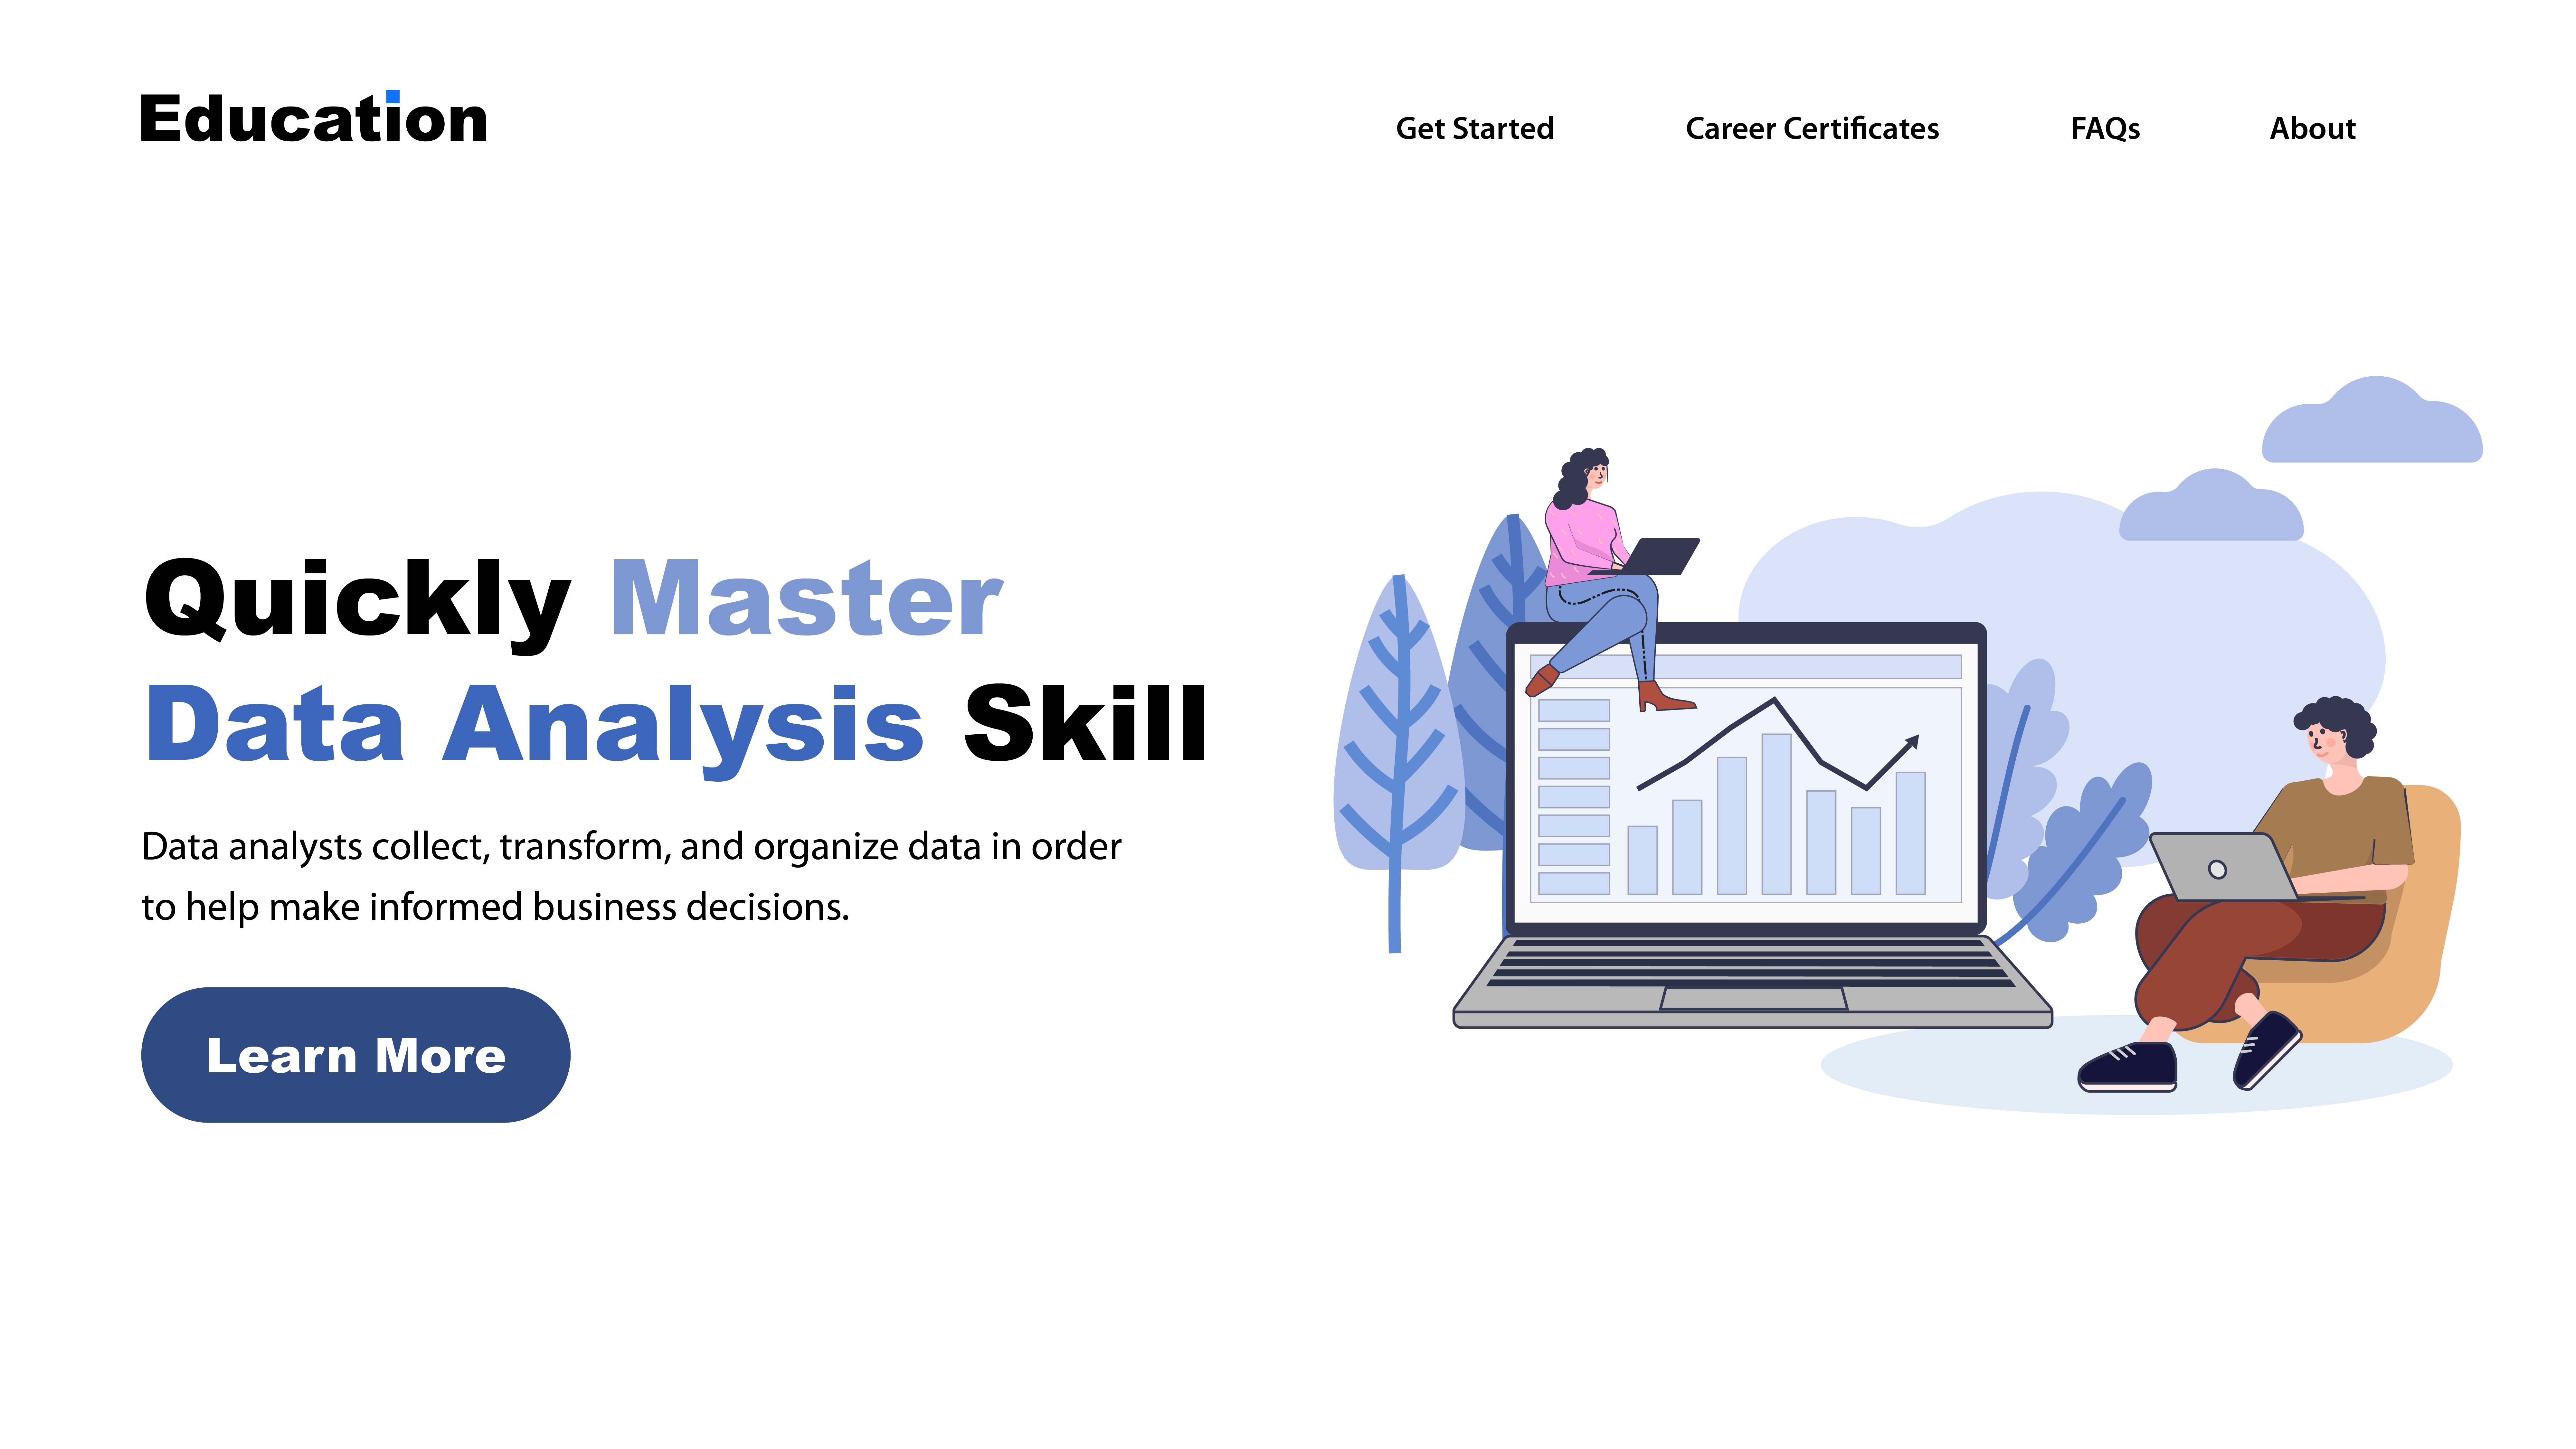 Education
Get Started Career Certificates FAQs About
Quickly Master
Data Analysis Skill
Data analysts collect, transform, and organize data in order
to help make informed business decisions.
Learn More